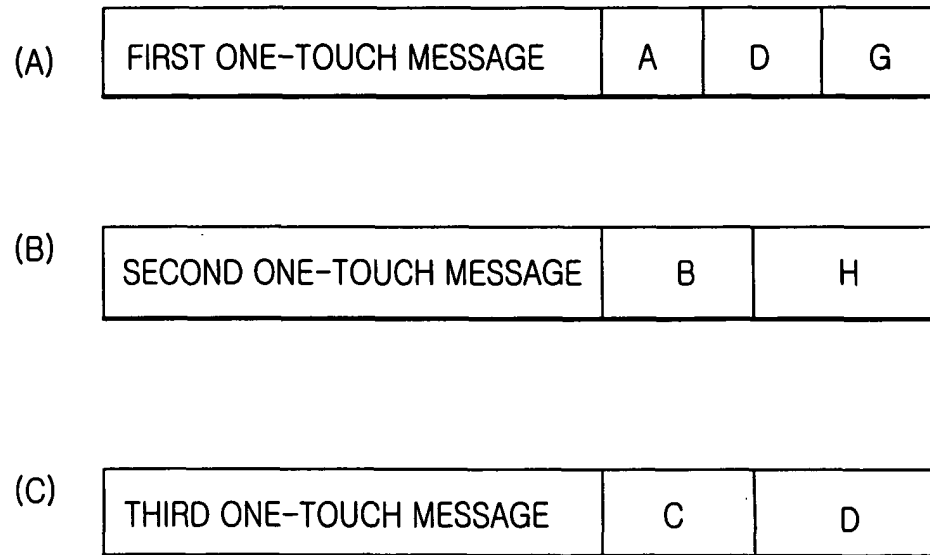 (A) FIRST ONE-TOUCH MESSAGE A D G
(B) SECOND ONE-TOUCH MESSAGE B H
(C) THIRD ONE-TOUCH MESSAGE C D